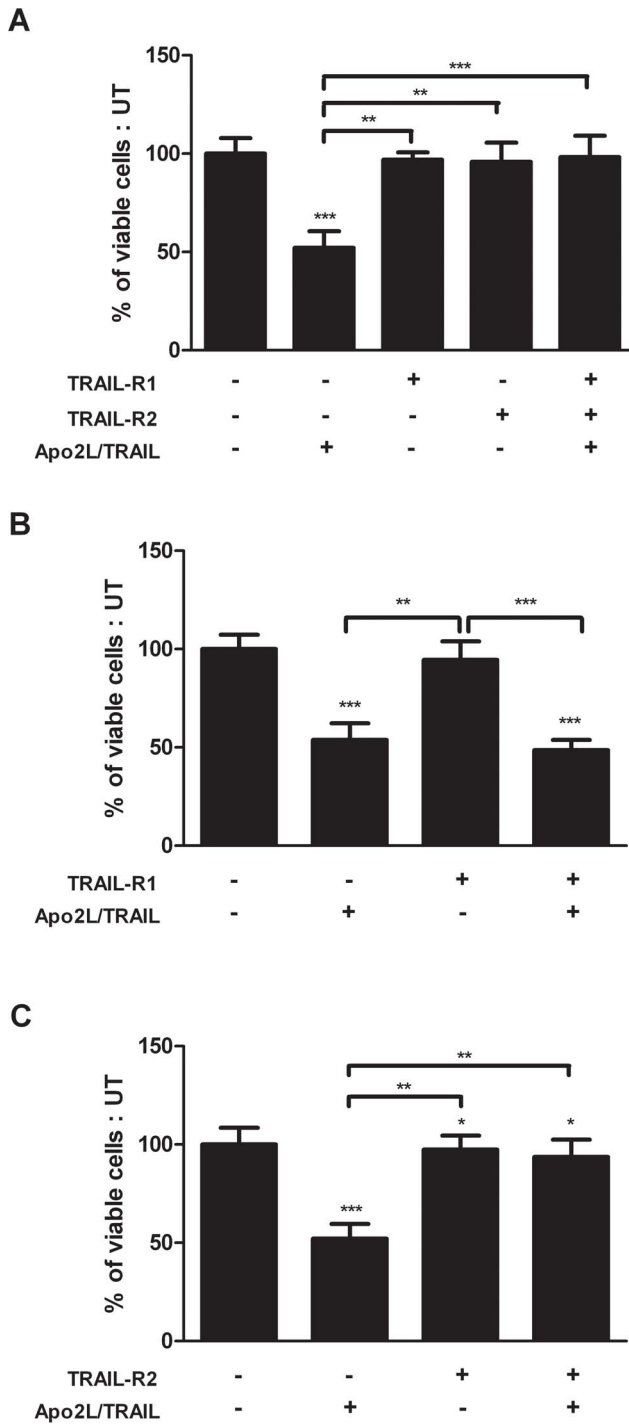 A
% of viable cells : UT
150
100
50
0
***
**
**
***
TRAIL-R1 - - + - +
TRAIL-R2 - - - + +
Apo2L/TRAIL - + - - +
B
% of viable cells : UT
150
100
50
0
** ***
*** ***
TRAIL-R1 - - + +
Apo2L/TRAIL - + - +
C
% of viable cells : UT
150
100
50
0
**
**
* *
***
TRAIL-R2 - - + +
Apo2L/TRAIL - + - +